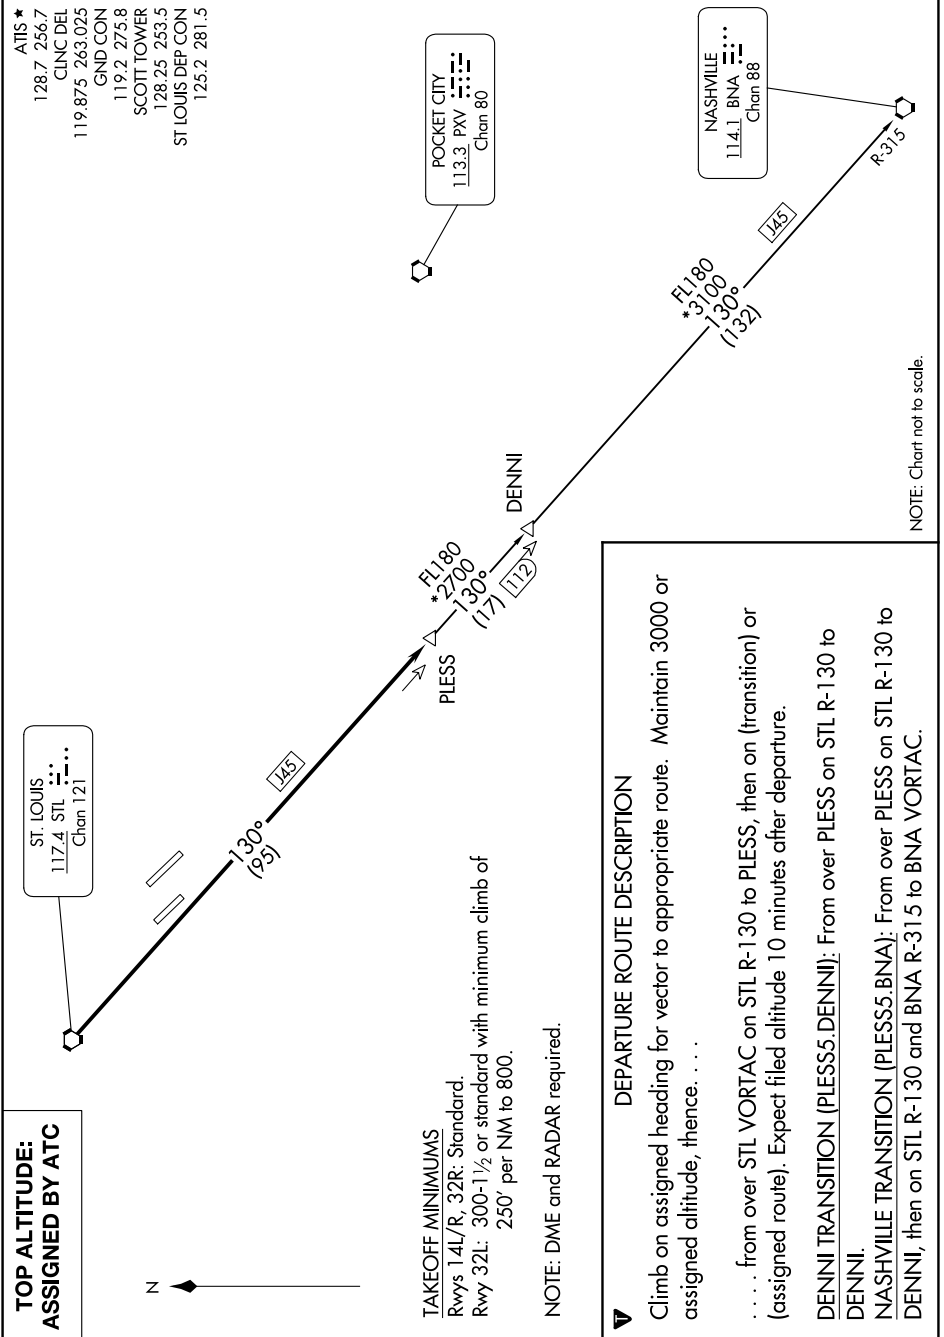 TOP ALTITUDE:
ASSIGNED BY ATC
ATIS ★
128.7 256.7
CLNC DEL
119.875 263.025
GND CON
119.2 275.8
SCOTT TOWER
128.25 253.5
ST LOUIS DEP CON
125.2 281.5
ST. LOUIS
117.4 STL
Chan 121
N
130°
(95)
J45
PLESS
FL180
*2700
130°
(17)
112
DENNI
POCKET CITY
113.3 PXV
Chan 80
FL180
*3100
130°
(132)
J45
R-315
NASHVILLE
114.1 BNA
Chan 88
TAKEOFF MINIMUMS
Rwys 14L/R, 32R: Standard.
Rwy 32L: 300-1½ or standard with minimum climb of
250' per NM to 800.
NOTE: DME and RADAR required.
NOTE: Chart not to scale.
T
DEPARTURE ROUTE DESCRIPTION
Climb on assigned heading for vector to appropriate route. Maintain 3000 or
assigned altitude, thence. . . .
. . . . from over STL VORTAC on STL R-130 to PLESS, then on (transition) or
(assigned route). Expect filed altitude 10 minutes after departure.
DENNI TRANSITION (PLESS5.DENNI): From over PLESS on STL R-130 to
DENNI.
NASHVILLE TRANSITION (PLESS5.BNA): From over PLESS on STL R-130 to
DENNI, then on STL R-130 and BNA R-315 to BNA VORTAC.